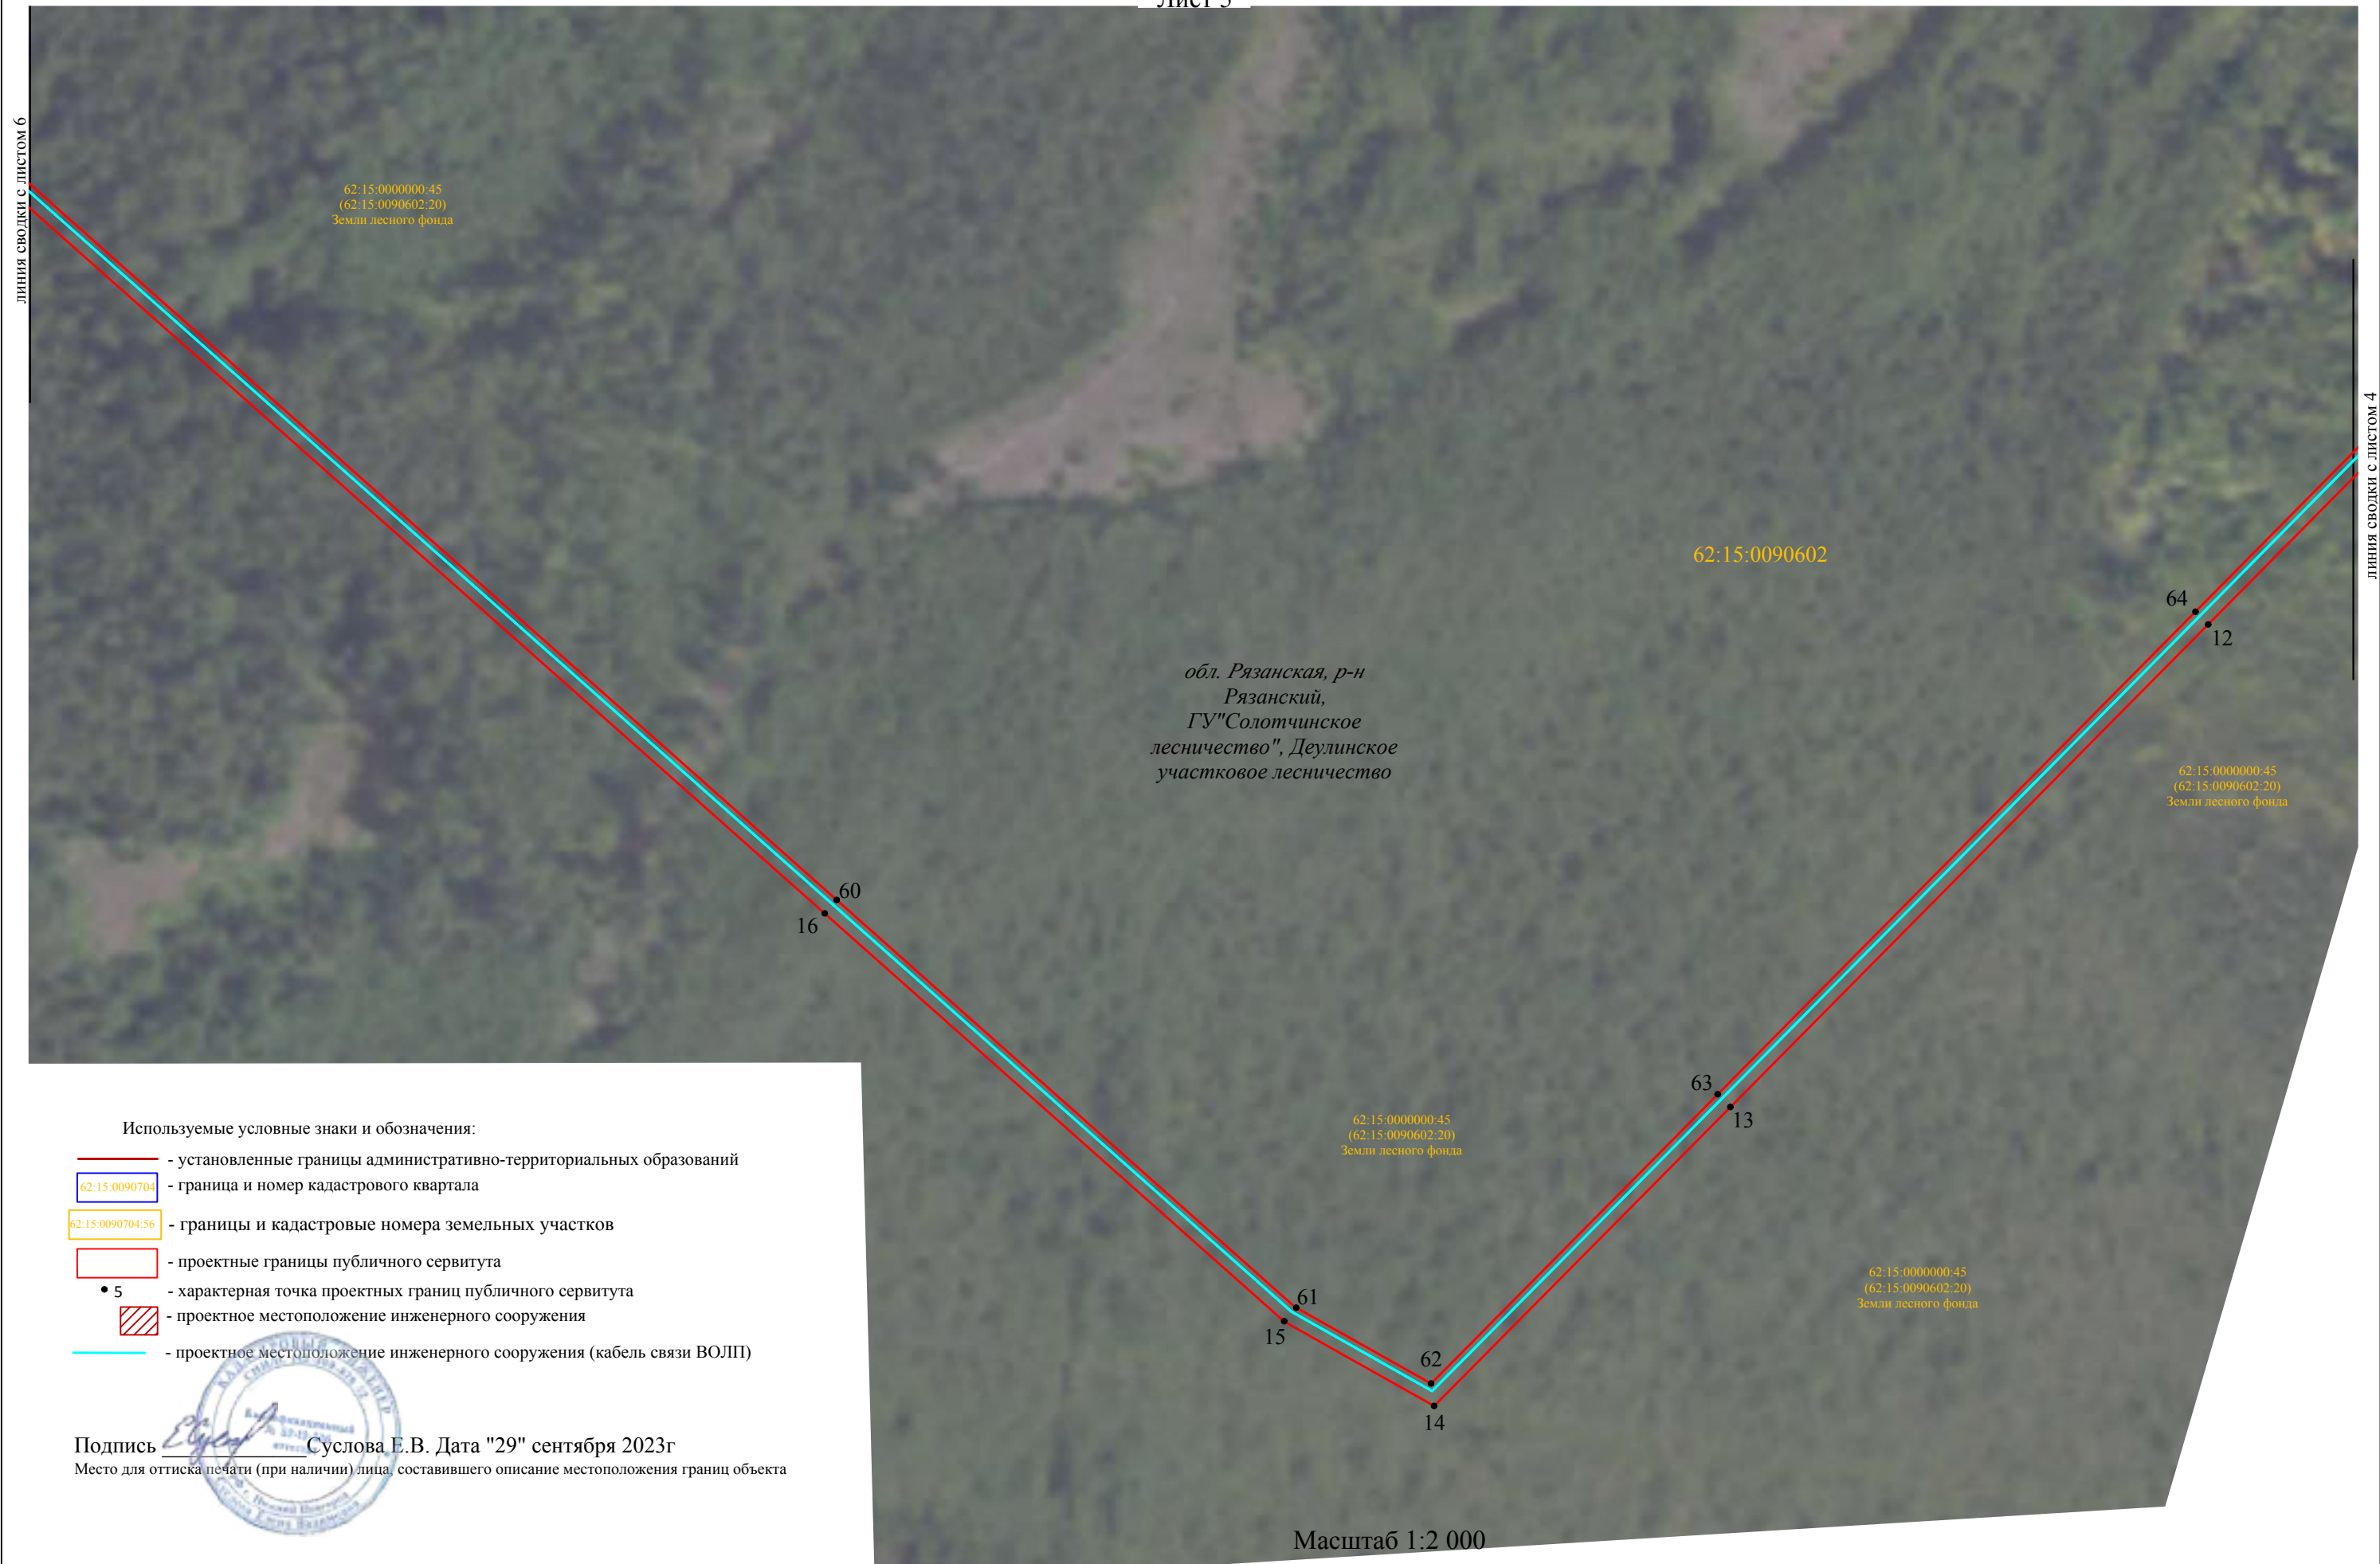 Лист 5
линия сводки с листом 6
62:15:0000000:45
(62:15:0090602:20)
Земли лесного фонда
линия сводки с листом 4
62:15:0090602
64
12
обл. Рязанская, р-н
Рязанский,
ГУ"Солотчинское
лесничество", Деулинское
участковое лесничество
62:15:0000000:45
(62:15:0090602:20)
Земли лесного фонда
60
16
63
13
62:15:0000000:45
(62:15:0090602:20)
Земли лесного фонда
62:15:0000000:45
(62:15:0090602:20)
Земли лесного фонда
61
15
62
14
Используемые условные знаки и обозначения:
- установленные границы административно-территориальных образований
62:15:0090704 - граница и номер кадастрового квартала
62:15:0090704:56 - границы и кадастровые номера земельных участков
- проектные границы публичного сервитута
5 - характерная точка проектных границ публичного сервитута
- проектное местоположение инженерного сооружения
- проектное местоположение инженерного сооружения (кабель связи ВОЛП)
Подпись Суслова Е.В. Дата "29" сентября 2023г
Место для оттиска печати (при наличии) лица, составившего описание местоположения границ объекта
Масштаб 1:2 000